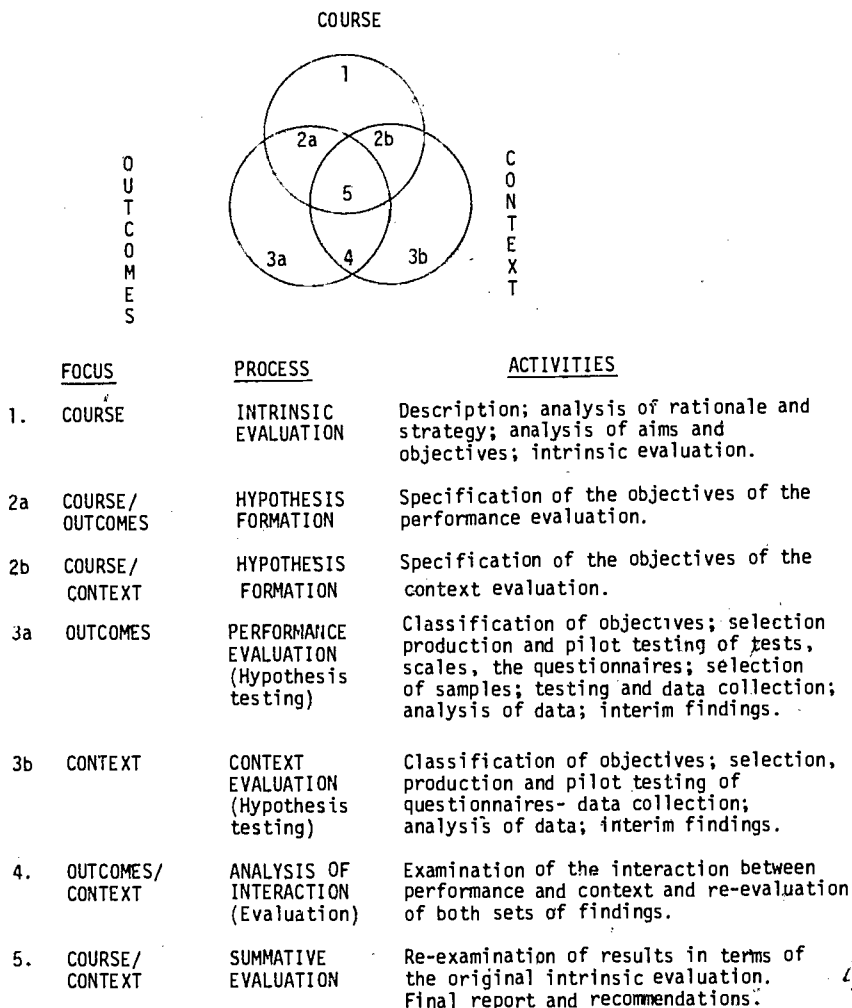 COURSE
1
2a 2b
5
3a 4 3b
OUTCOMES
CONTEXT
FOCUS PROCESS ACTIVITIES
1. COURSE INTRINSIC Description; analysis of rationale and
EVALUATION strategy; analysis of aims and
objectives; intrinsic evaluation.
2a COURSE/ HYPOTHESIS Specification of the objectives of the
OUTCOMES FORMATION performance evaluation.
2b COURSE/ HYPOTHESIS Specification of the objectives of the
CONTEXT FORMATION context evaluation.
3a OUTCOMES PERFORMANCE Classification of objectives; selection
EVALUATION production and pilot testing of tests,
(Hypothesis scales, the questionnaires; selection
testing) of samples; testing and data collection;
analysis of data; interim findings.
3b CONTEXT CONTEXT Classification of objectives; selection,
EVALUATION production and pilot testing of
(Hypothesis questionnaires- data collection;
testing) analysis of data; interim findings.
4. OUTCOMES/ ANALYSIS OF Examination of the interaction between
CONTEXT INTERACTION performance and context and re-evaluation
(Evaluation) of both sets of findings.
5. COURSE/ SUMMATIVE Re-examination of results in terms of
CONTEXT EVALUATION the original intrinsic evaluation.
Final report and recommendations.